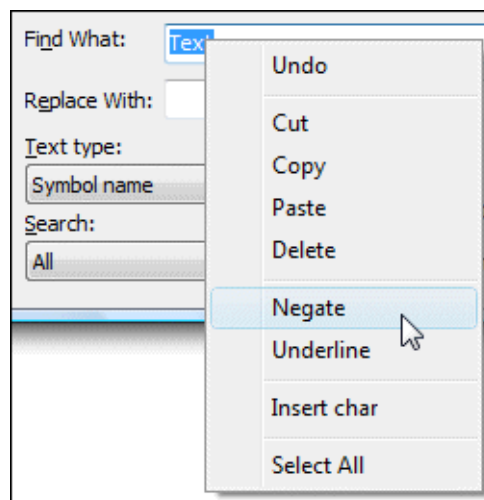 Find What:
Text
Replace With:
Text type:
Symbol name
Search:
All
Undo
Cut
Copy
Paste
Delete
Negate
Underline
Insert char
Select All